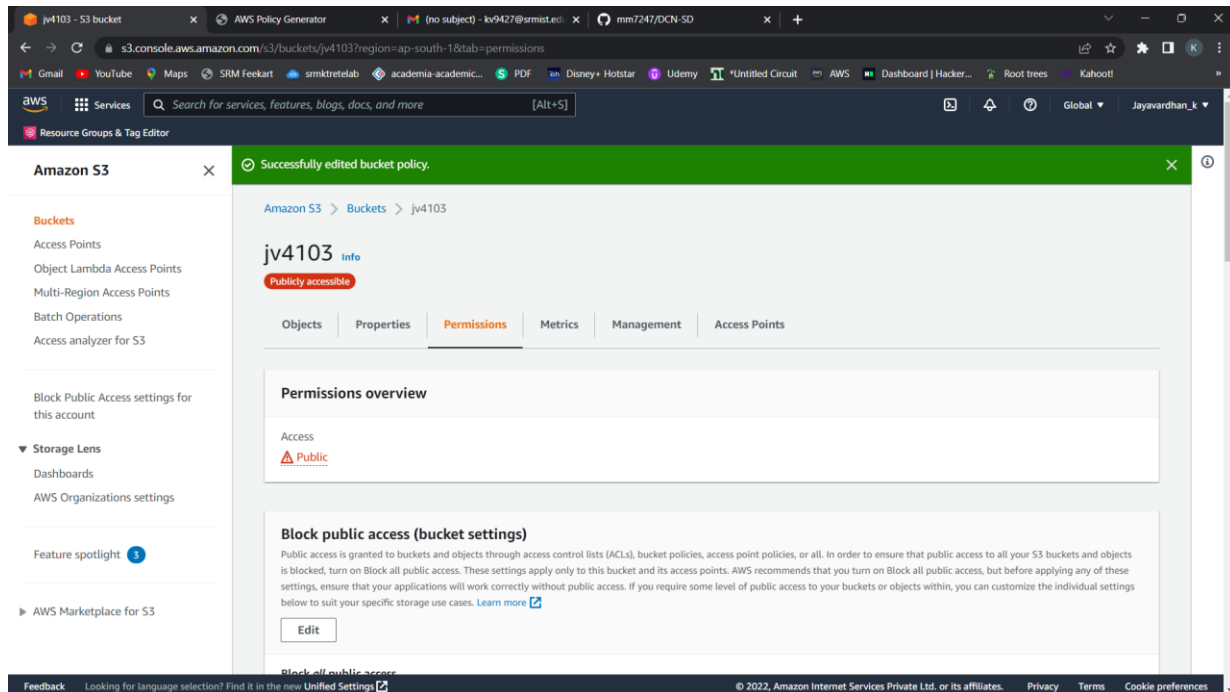 jv4103 - S3 bucket
AWS Policy Generator
(no subject) - kv9427@srmist.ed
mm7247/DCN-SD
s3.console.aws.amazon.com/s3/buckets/jv4103?region=ap-south-1&tab=permissions
K
Gmail YouTube Maps SRM Feekart srmktretelab academia-academic... PDF Disney+ Hotstar Udemy *Untitled Circuit AWS Dashboard | Hacker... Root trees Kahoot! »
aws Services Search for services, features, blogs, docs, and more [Alt+S] Global Jayavardhan_k
Resource Groups & Tag Editor
Amazon S3
Buckets
Access Points
Object Lambda Access Points
Multi-Region Access Points
Batch Operations
Access analyzer for S3
Block Public Access settings for
this account
Storage Lens
Dashboards
AWS Organizations settings
Feature spotlight 3
AWS Marketplace for S3
Successfully edited bucket policy.
Amazon S3 > Buckets > jv4103
jv4103 Info
Publicly accessible
Objects Properties Permissions Metrics Management Access Points
Permissions overview
Access
Public
Block public access (bucket settings)
Public access is granted to buckets and objects through access control lists (ACLs), bucket policies, access point policies, or all. In order to ensure that public access to all your S3 buckets and objects
is blocked, turn on Block all public access. These settings apply only to this bucket and its access points. AWS recommends that you turn on Block all public access, but before applying any of these
settings, ensure that your applications will work correctly without public access. If you require some level of public access to your buckets or objects within, you can customize the individual settings
below to suit your specific storage use cases. Learn more
Edit
Block all public access
Feedback Looking for language selection? Find it in the new Unified Settings © 2022, Amazon Internet Services Private Ltd. or its affiliates. Privacy Terms Cookie preferences